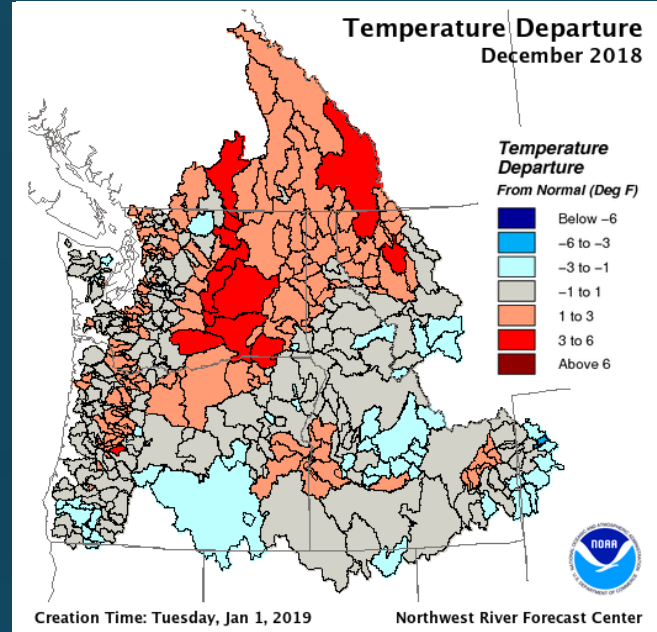 Temperature Departure
December 2018
Temperature
Departure
From Normal (Deg F)
Below -6
-6 to -3
-3 to -1
-1 to 1
1 to 3
3 to 6
Above 6
NOAA
Creation Time: Tuesday, Jan 1, 2019
Northwest River Forecast Center